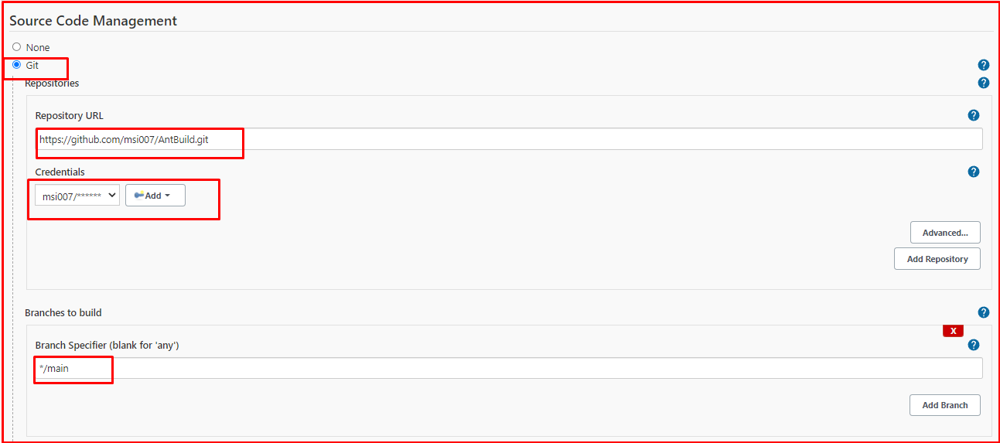 Source Code Management
None
Git
?
Repositories
?
Repository URL
?
https://github.com/msi007/AntBuild.git
Credentials
?
msi007/******
Add
Advanced...
Add Repository
Branches to build
?
X
Branch Specifier (blank for 'any')
?
*/main
Add Branch